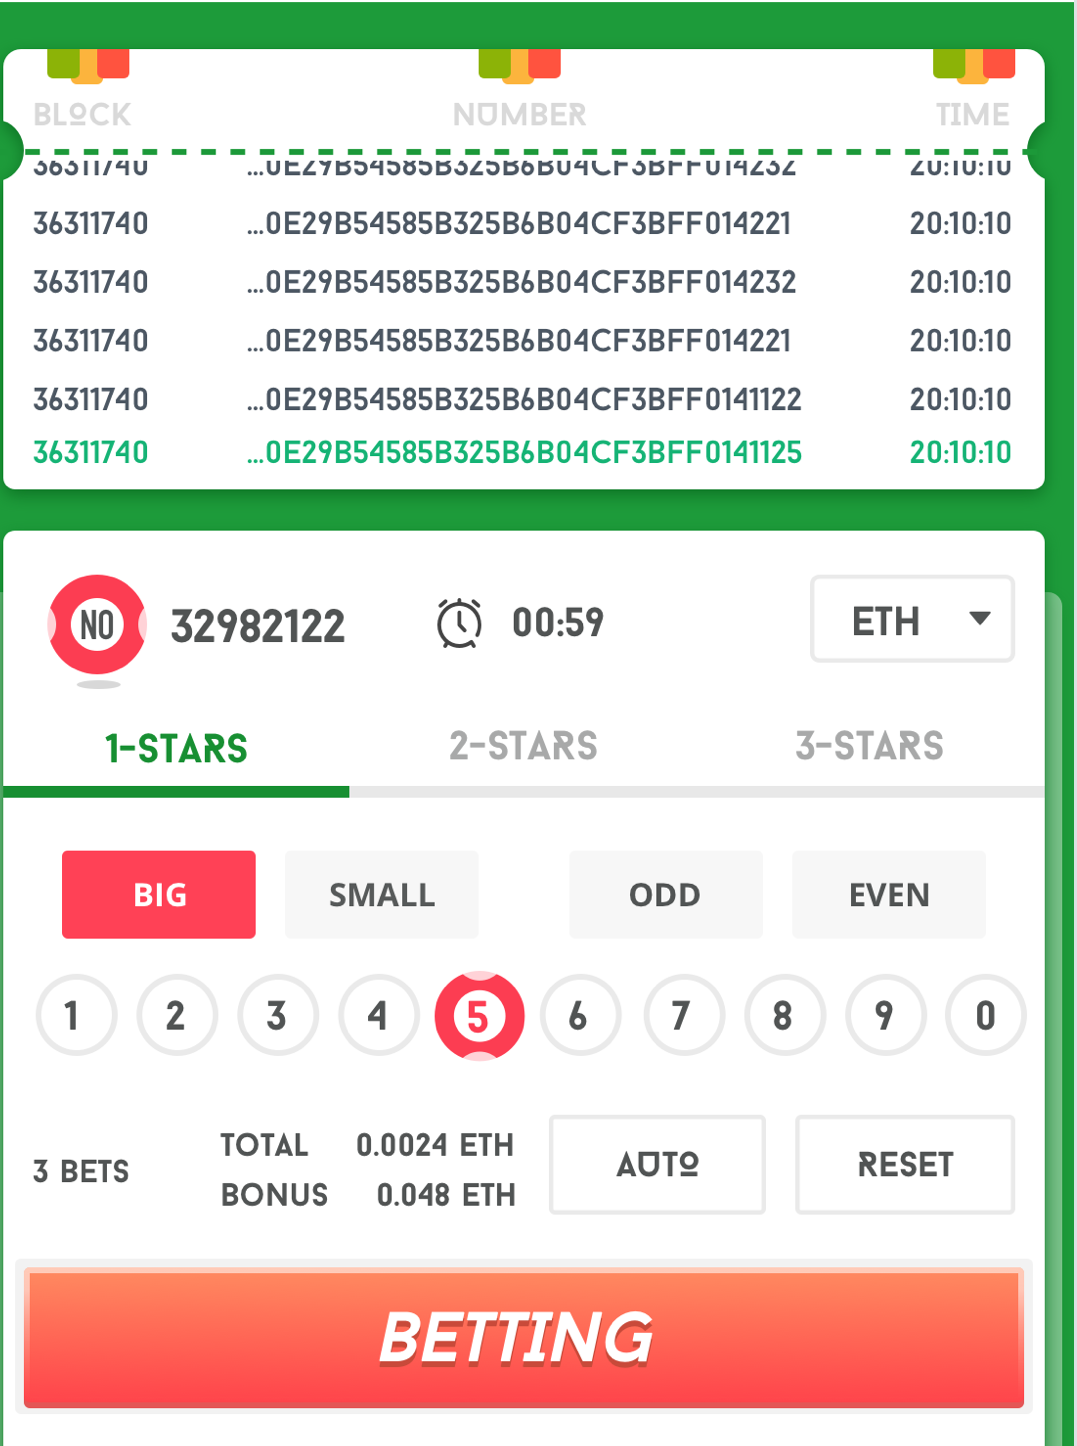 BLOCK NUMBER TIME
36311740 ...0E29B54585B325B6B04CF3BFF014232 20:10:10
36311740 ...0E29B54585B325B6B04CF3BFF014221 20:10:10
36311740 ...0E29B54585B325B6B04CF3BFF014232 20:10:10
36311740 ...0E29B54585B325B6B04CF3BFF014221 20:10:10
36311740 ...0E29B54585B325B6B04CF3BFF0141122 20:10:10
36311740 ...0E29B54585B325B6B04CF3BFF0141125 20:10:10
NO 32982122 00:59 ETH
1-STARS 2-STARS 3-STARS
BIG SMALL ODD EVEN
1 2 3 4 5 6 7 8 9 0
3 BETS
TOTAL 0.0024 ETH
BONUS 0.048 ETH
AUTO RESET
BETTING